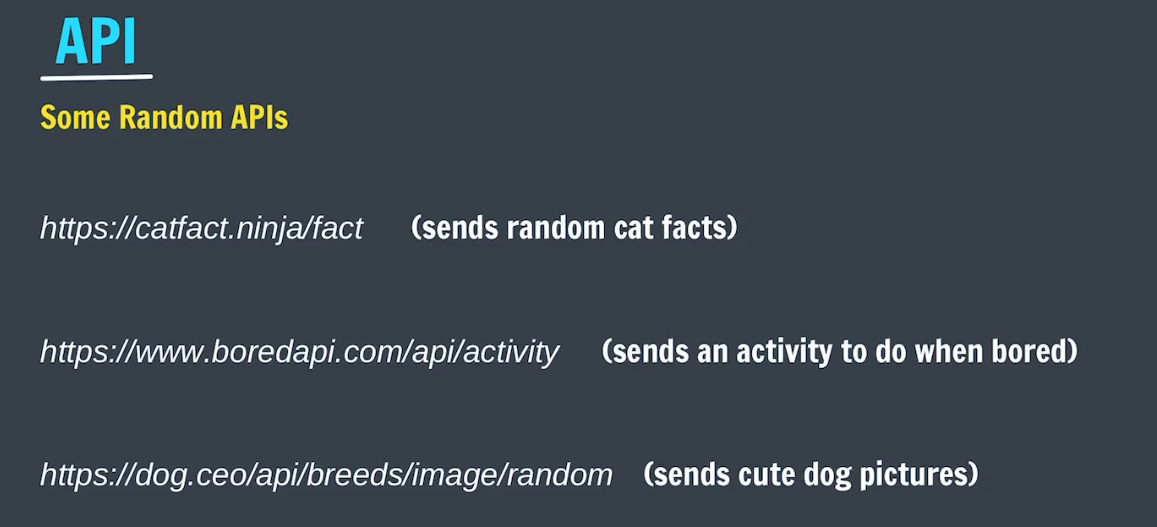 API
Some Random APIs
https://catfact.ninja/fact (sends random cat facts)
https://www.boredapi.com/api/activity (sends an activity to do when bored)
https://dog.ceo/api/breeds/image/random (sends cute dog pictures)